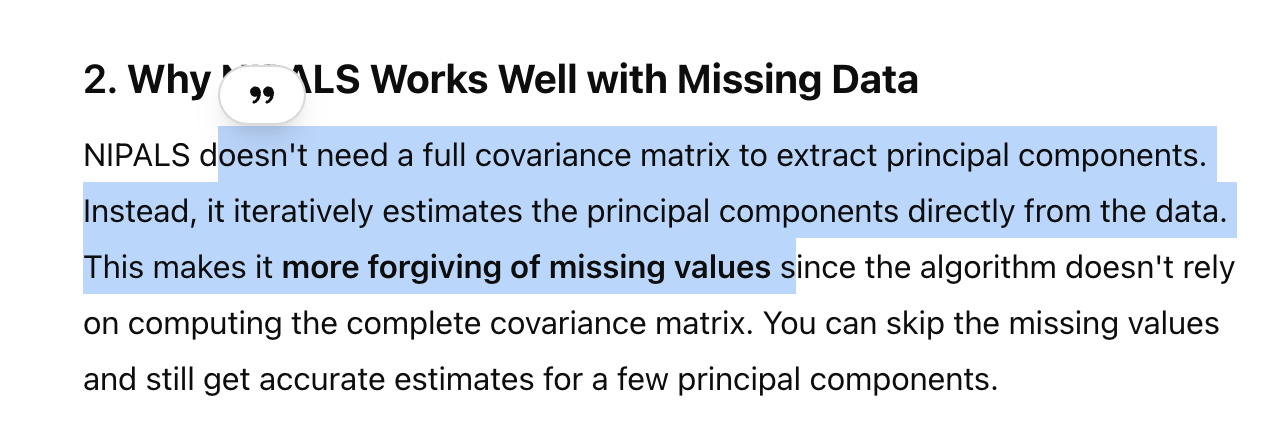 2. Why NIPALS Works Well with Missing Data
NIPALS doesn't need a full covariance matrix to extract principal components.
Instead, it iteratively estimates the principal components directly from the data.
This makes it more forgiving of missing values since the algorithm doesn't rely
on computing the complete covariance matrix. You can skip the missing values
and still get accurate estimates for a few principal components.